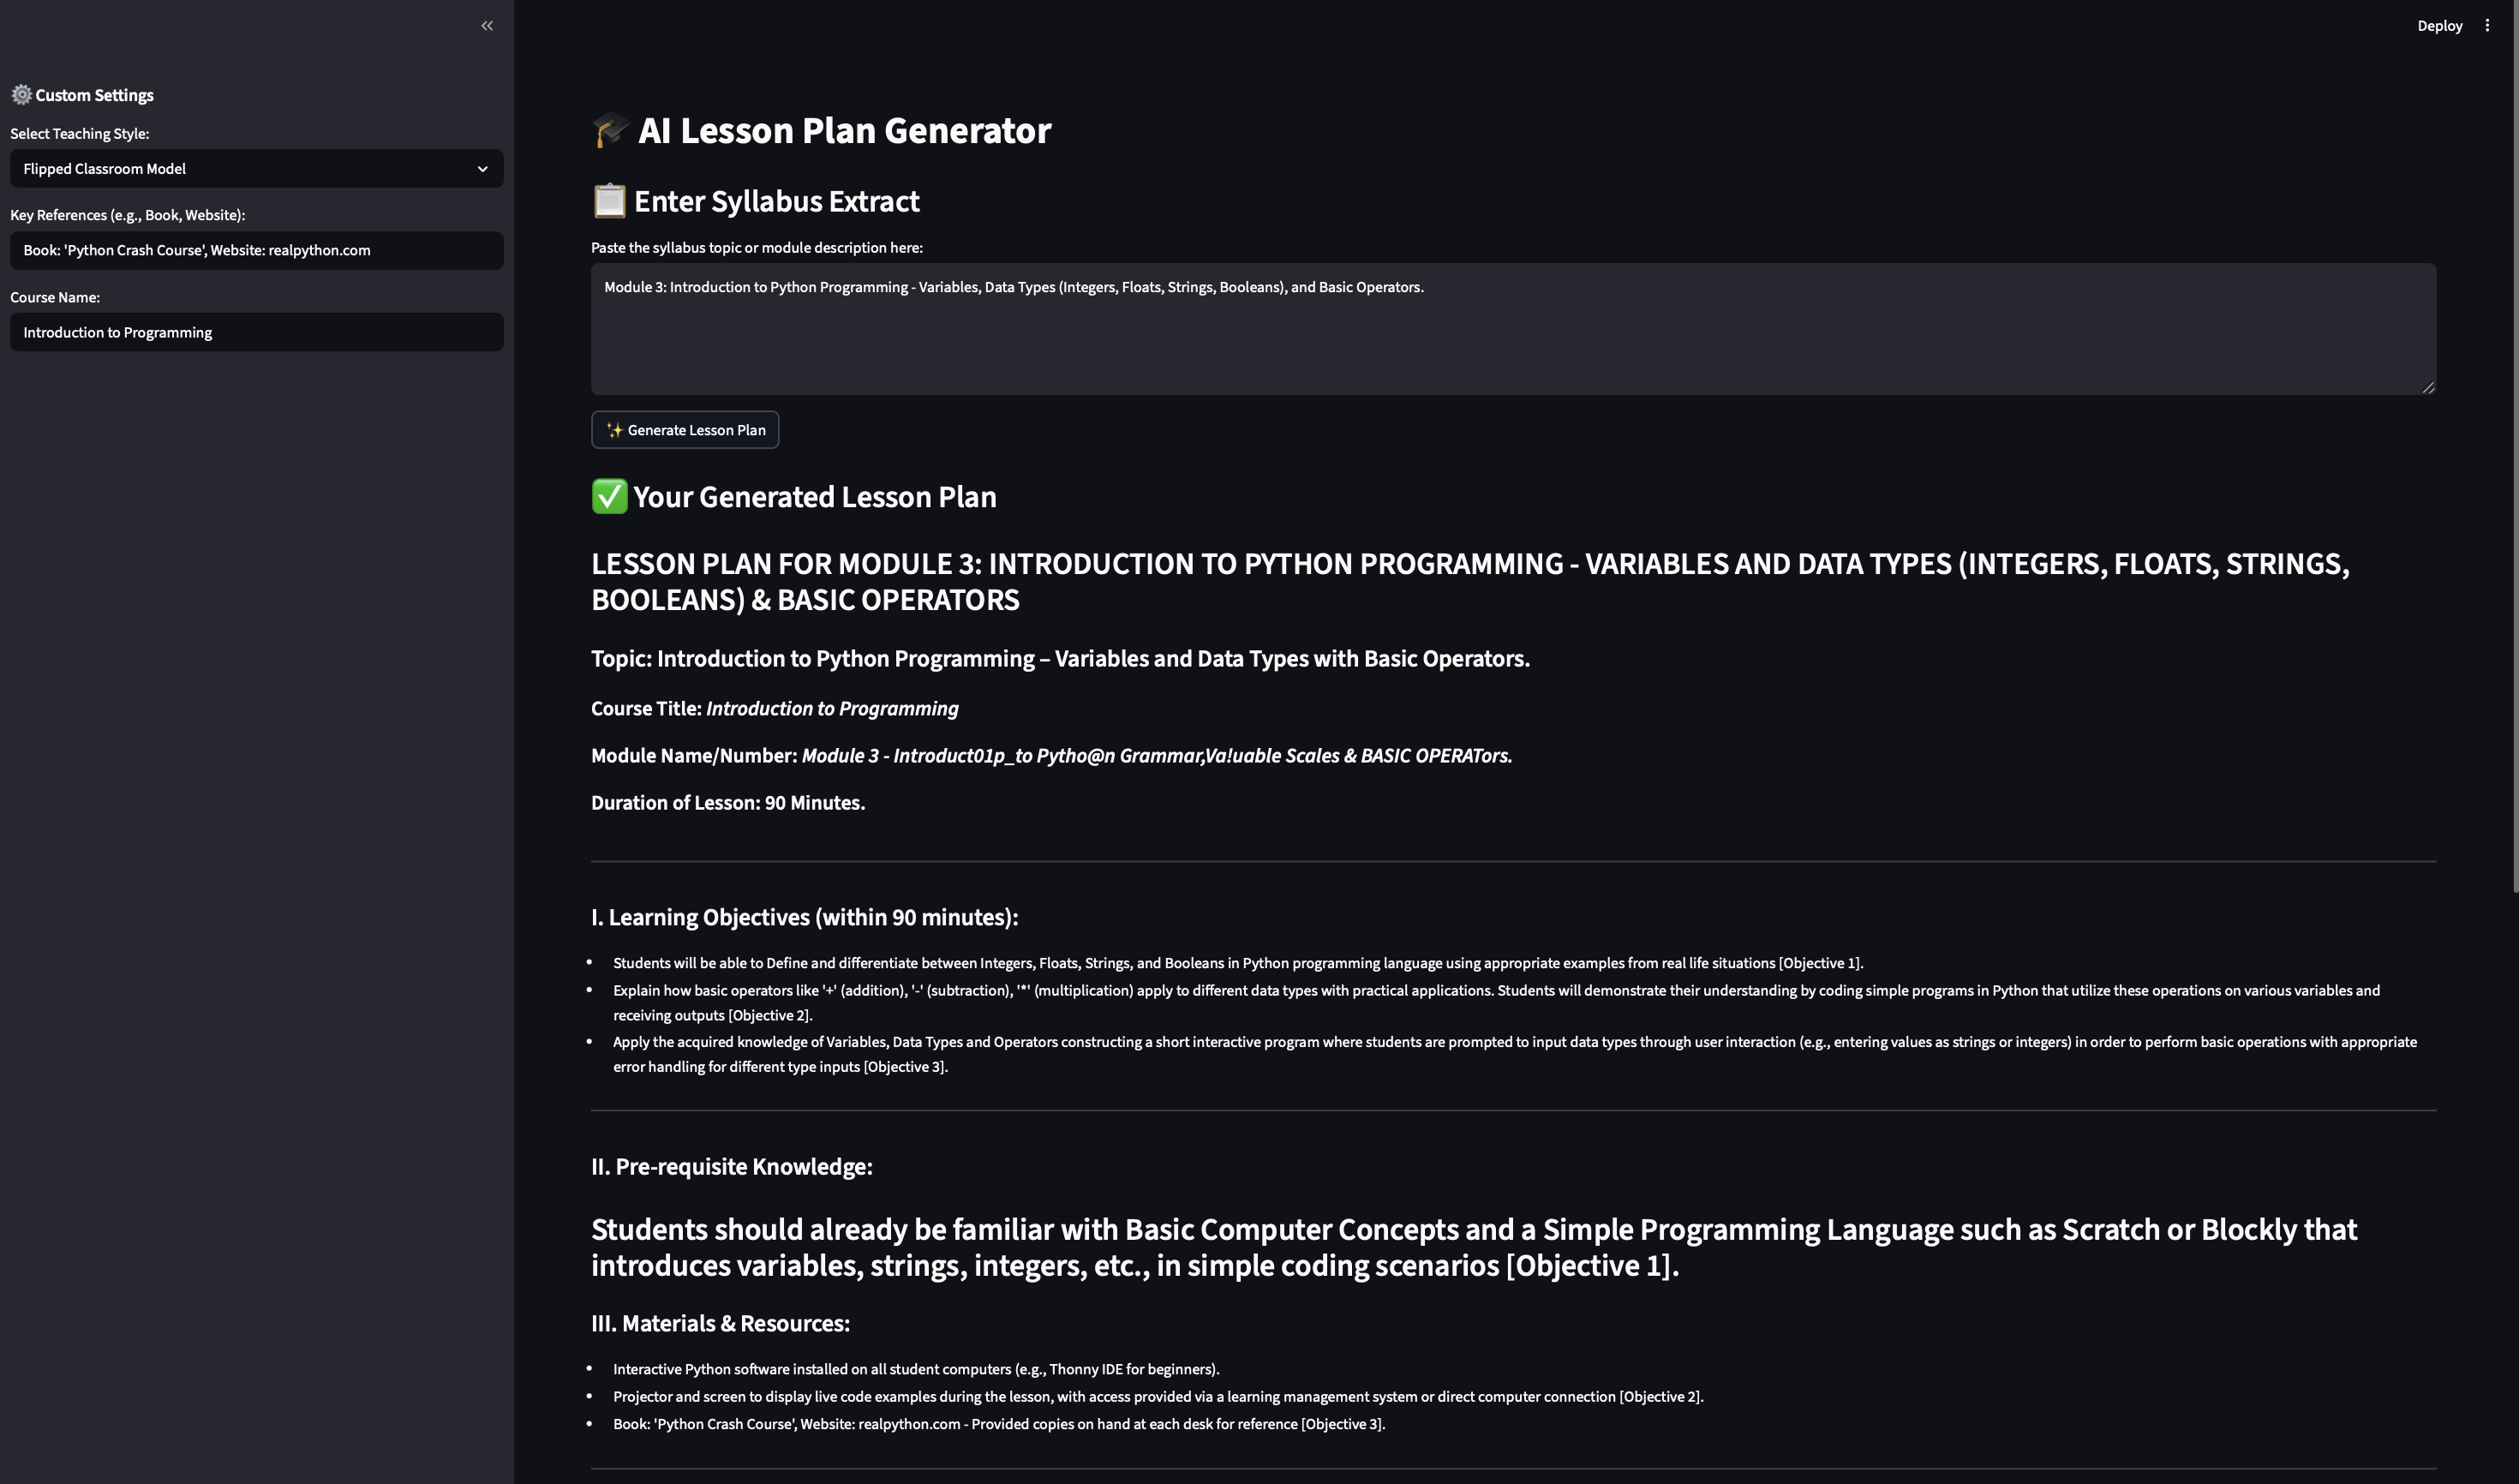 Deploy
Custom Settings
Select Teaching Style:
Flipped Classroom Model
Key References (e.g., Book, Website):
Book: 'Python Crash Course', Website: realpython.com
Course Name:
Introduction to Programming
AI Lesson Plan Generator
Enter Syllabus Extract
Paste the syllabus topic or module description here:
Module 3: Introduction to Python Programming - Variables, Data Types (Integers, Floats, Strings, Booleans), and Basic Operators.
Generate Lesson Plan
Your Generated Lesson Plan
LESSON PLAN FOR MODULE 3: INTRODUCTION TO PYTHON PROGRAMMING - VARIABLES AND DATA TYPES (INTEGERS, FLOATS, STRINGS,
BOOLEANS) & BASIC OPERATORS
Topic: Introduction to Python Programming – Variables and Data Types with Basic Operators.
Course Title: Introduction to Programming
Module Name/Number: Module 3 - Introduct01p_to Pytho@n Grammar,Va!uable Scales & BASIC OPERATors.
Duration of Lesson: 90 Minutes.
I. Learning Objectives (within 90 minutes):
• Students will be able to Define and differentiate between Integers, Floats, Strings, and Booleans in Python programming language using appropriate examples from real life situations [Objective 1].
• Explain how basic operators like '+' (addition), '-' (subtraction), '*' (multiplication) apply to different data types with practical applications. Students will demonstrate their understanding by coding simple programs in Python that utilize these operations on various variables and
receiving outputs [Objective 2].
• Apply the acquired knowledge of Variables, Data Types and Operators constructing a short interactive program where students are prompted to input data types through user interaction (e.g., entering values as strings or integers) in order to perform basic operations with appropriate
error handling for different type inputs [Objective 3].
II. Pre-requisite Knowledge:
Students should already be familiar with Basic Computer Concepts and a Simple Programming Language such as Scratch or Blockly that
introduces variables, strings, integers, etc., in simple coding scenarios [Objective 1].
III. Materials & Resources:
• Interactive Python software installed on all student computers (e.g., Thonny IDE for beginners).
• Projector and screen to display live code examples during the lesson, with access provided via a learning management system or direct computer connection [Objective 2].
• Book: 'Python Crash Course', Website: realpython.com - Provided copies on hand at each desk for reference [Objective 3].